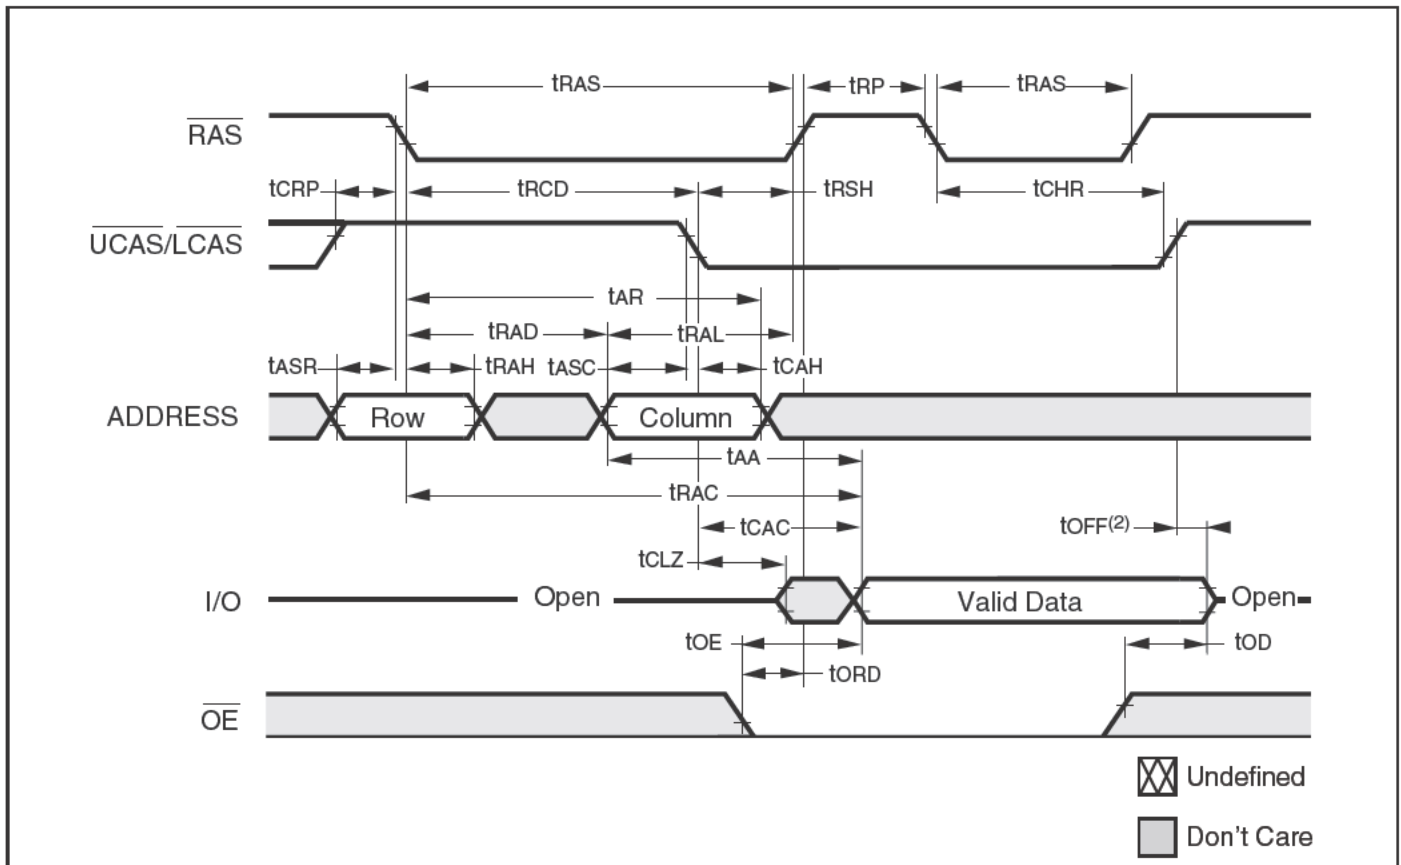 tRAS tRP tRAS
RAS
tCRP tRCD tRSH tCHR
UCAS/LCAS
tAR
tRAD tRAL
tASR tRAH tASC tCAH
ADDRESS Row Column
tAA
tRAC
tCAC tOFF(2)
tCLZ
I/O Open Valid Data Open
tOE tOD
tORD
OE
Undefined
Don't Care